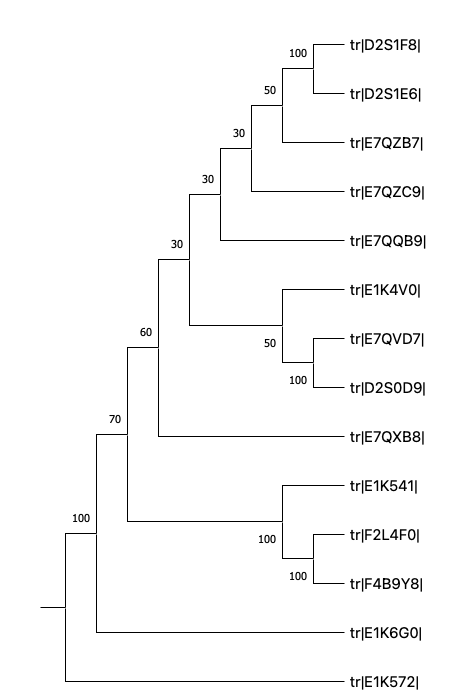 100
tr|D2S1F8|
tr|D2S1E6|
50
tr|E7QZB7|
30
tr|E7QZC9|
30
tr|E7QQB9|
30
tr|E1K4V0|
60
tr|E7QVD7|
50
100
tr|D2S0D9|
70
tr|E7QXB8|
tr|E1K541|
100
100
tr|F2L4F0|
100
tr|F4B9Y8|
tr|E1K6G0|
tr|E1K572|